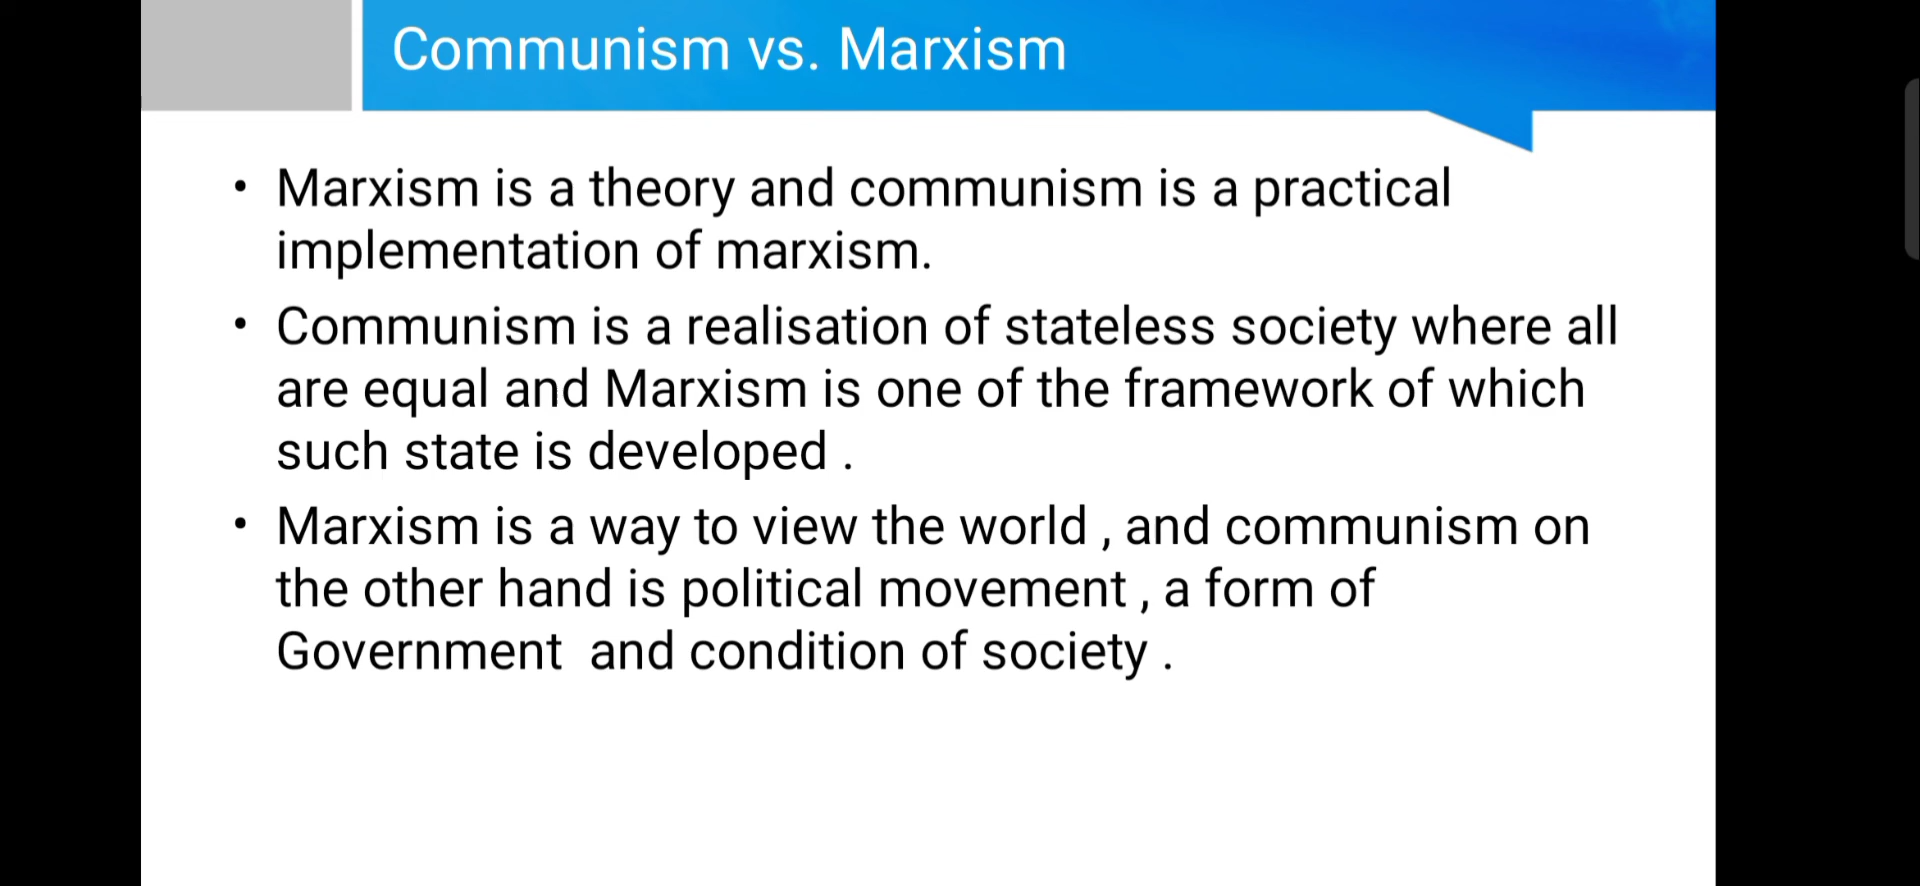 Communism vs. Marxism
• Marxism is a theory and communism is a practical
implementation of marxism.
• Communism is a realisation of stateless society where all
are equal and Marxism is one of the framework of which
such state is developed .
• Marxism is a way to view the world , and communism on
the other hand is political movement , a form of
Government  and condition of society .